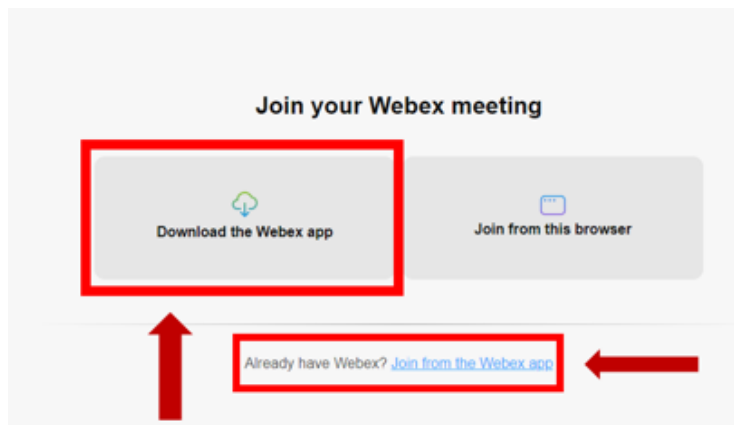 Join your Webex meeting
Download the Webex app
Join from this browser
Already have Webex? Join from the Webex app